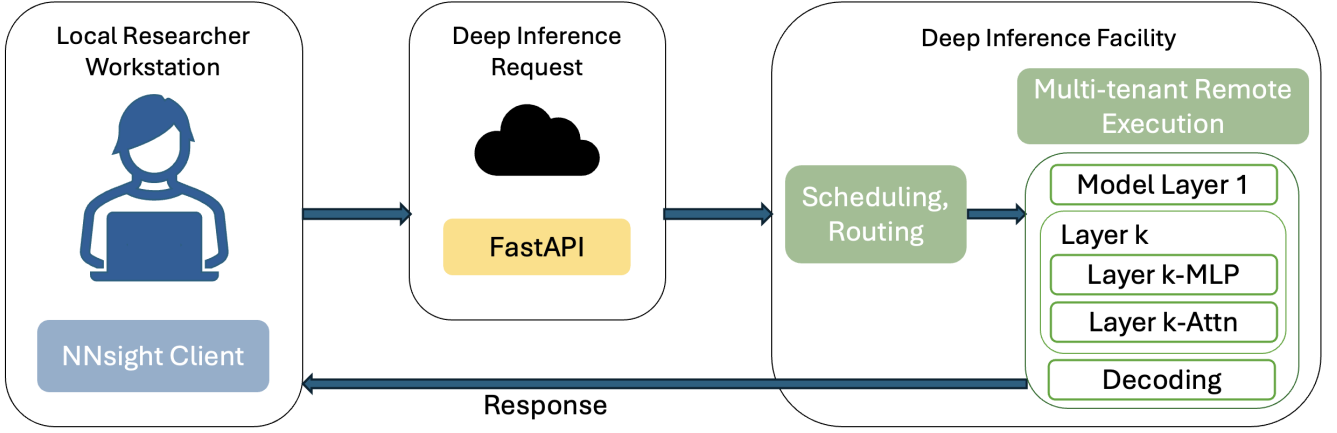 Local Researcher
Workstation
NNsight Client
Deep Inference
Request
FastAPI
Deep Inference Facility
Scheduling,
Routing
Multi-tenant Remote
Execution
Model Layer 1
Layer k
Layer k-MLP
Layer k-Attn
Decoding
Response